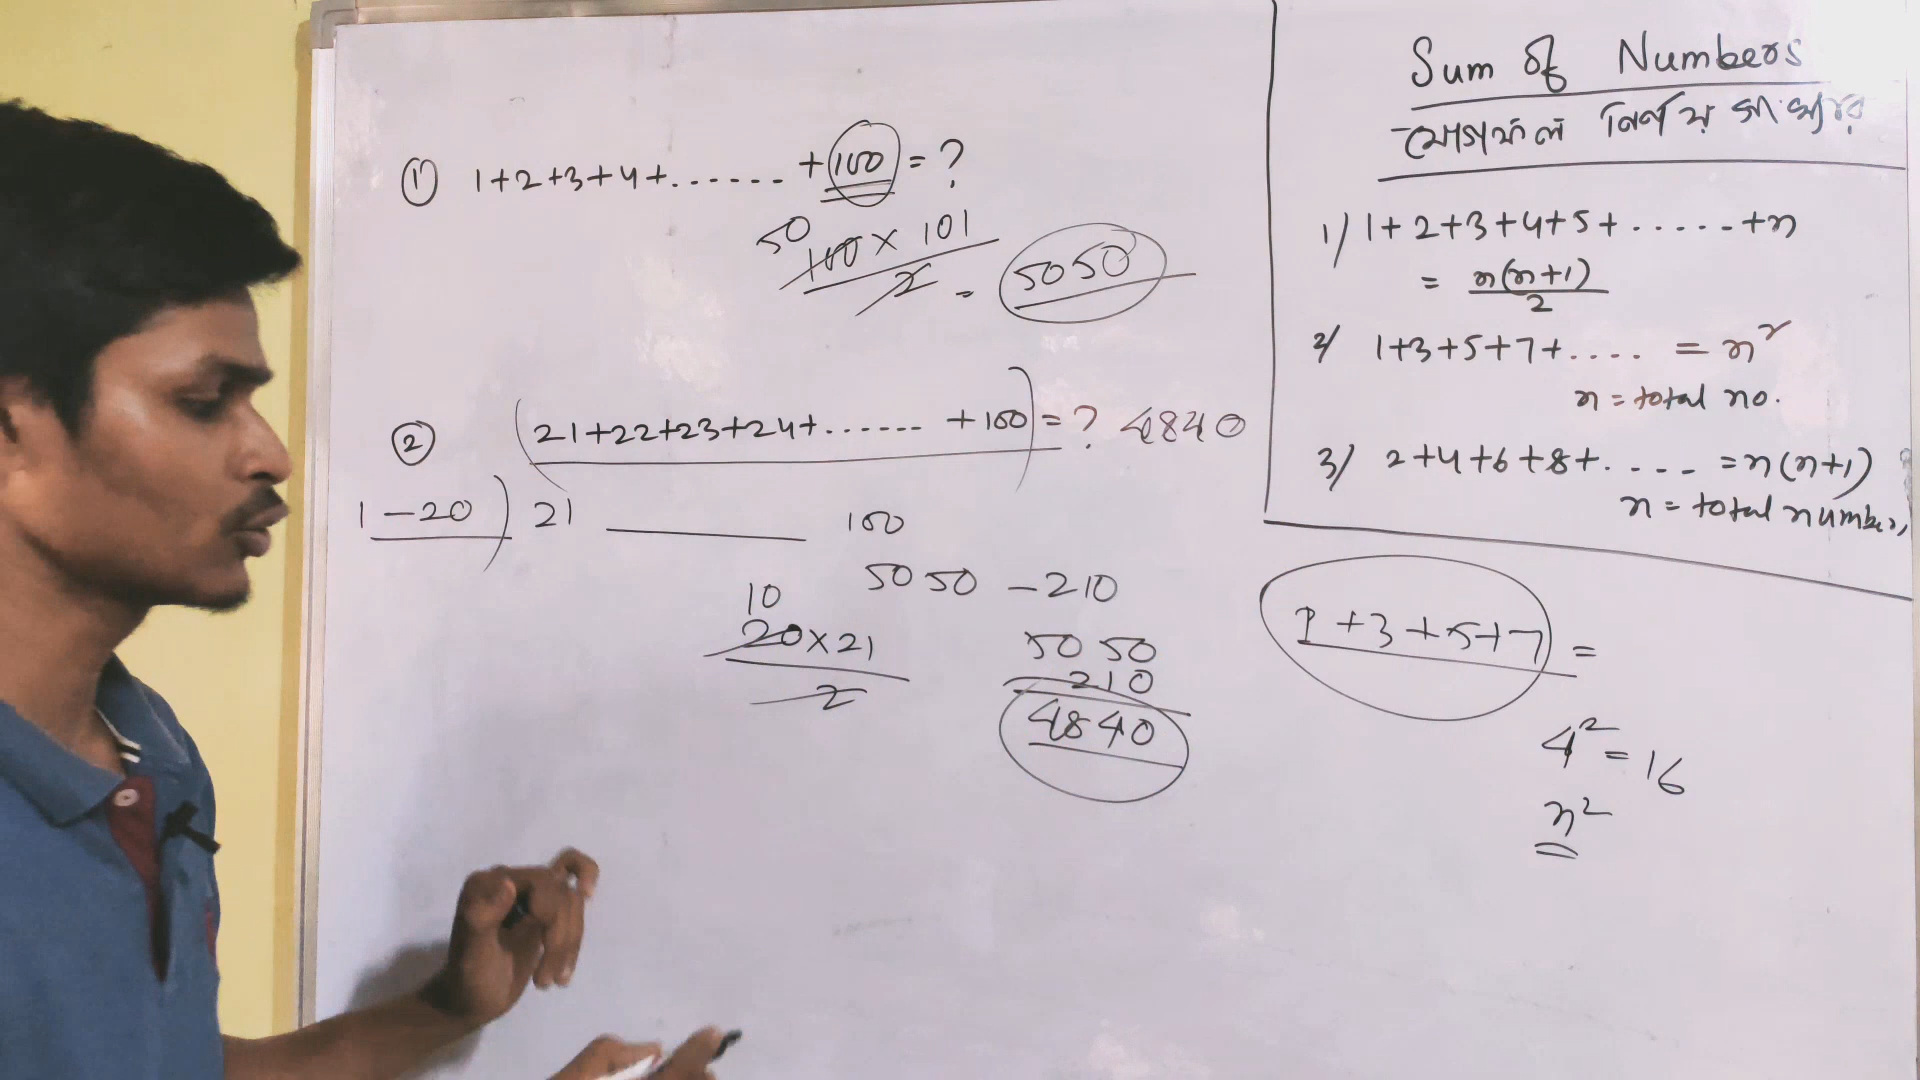 ① 1+2+3+4+....... +100 = ?
50
100 x 101
2 = 5050
② (21+22+23+24+....... +100) = ? 4840
1 – 20) 21 ——— 100
5050 – 210
10
20 x 21
2
5050
210
4840
Sum of Numbers
যোগফল নির্ণয়
1/ 1+2+3+4+5+......+n
= n(n+1)
2
2/ 1+3+5+7+.... = n²
n = total no.
3/ 2+4+6+8+..... = n(n+1)
n = total number,
1+3+5+7 =
4² = 16
n²